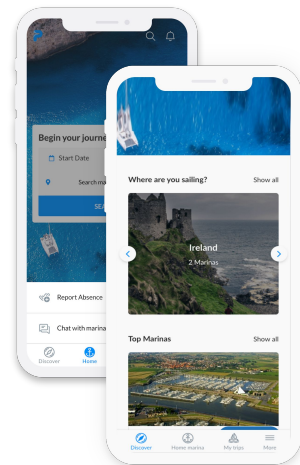 Begin your journe
Start Date
Search ma
SEA
Report Absence
Chat with marina
Discover
Home
Where are you sailing?
Show all
Ireland
2 Marinas
Top Marinas
Show all
Discover
Home marina
My trips
More